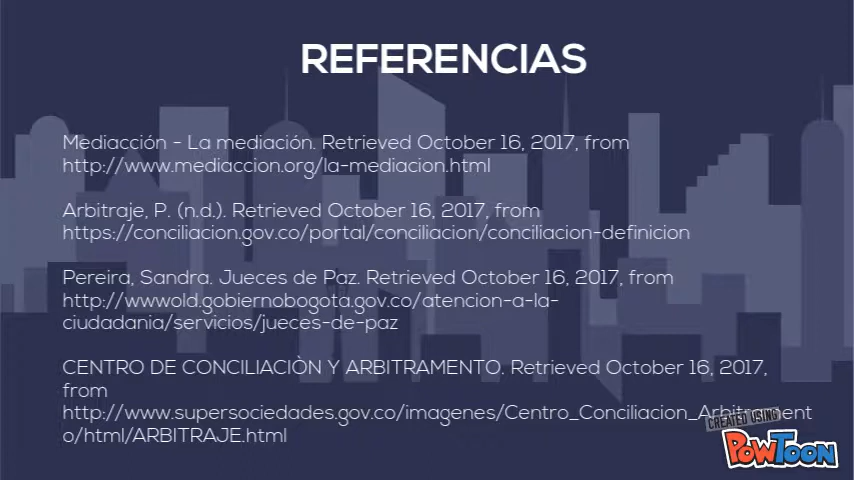 REFERENCIAS
Mediacción - La mediación. Retrieved October 16, 2017, from
http://www.mediaccion.org/la-mediacion.html
Arbitraje, P. (n.d.). Retrieved October 16, 2017, from
https://conciliacion.gov.co/portal/conciliacion/conciliacion-definicion
Pereira, Sandra. Jueces de Paz. Retrieved October 16, 2017, from
http://wwwold.gobiernobogota.gov.co/atencion-a-la-
ciudadania/servicios/jueces-de-paz
CENTRO DE CONCILIACIÒN Y ARBITRAMENTO. Retrieved October 16, 2017,
from
http://www.supersociedades.gov.co/imagenes/Centro_Conciliacion_Arbitrament
o/html/ARBITRAJE.html
CREATED USING
POWTOON